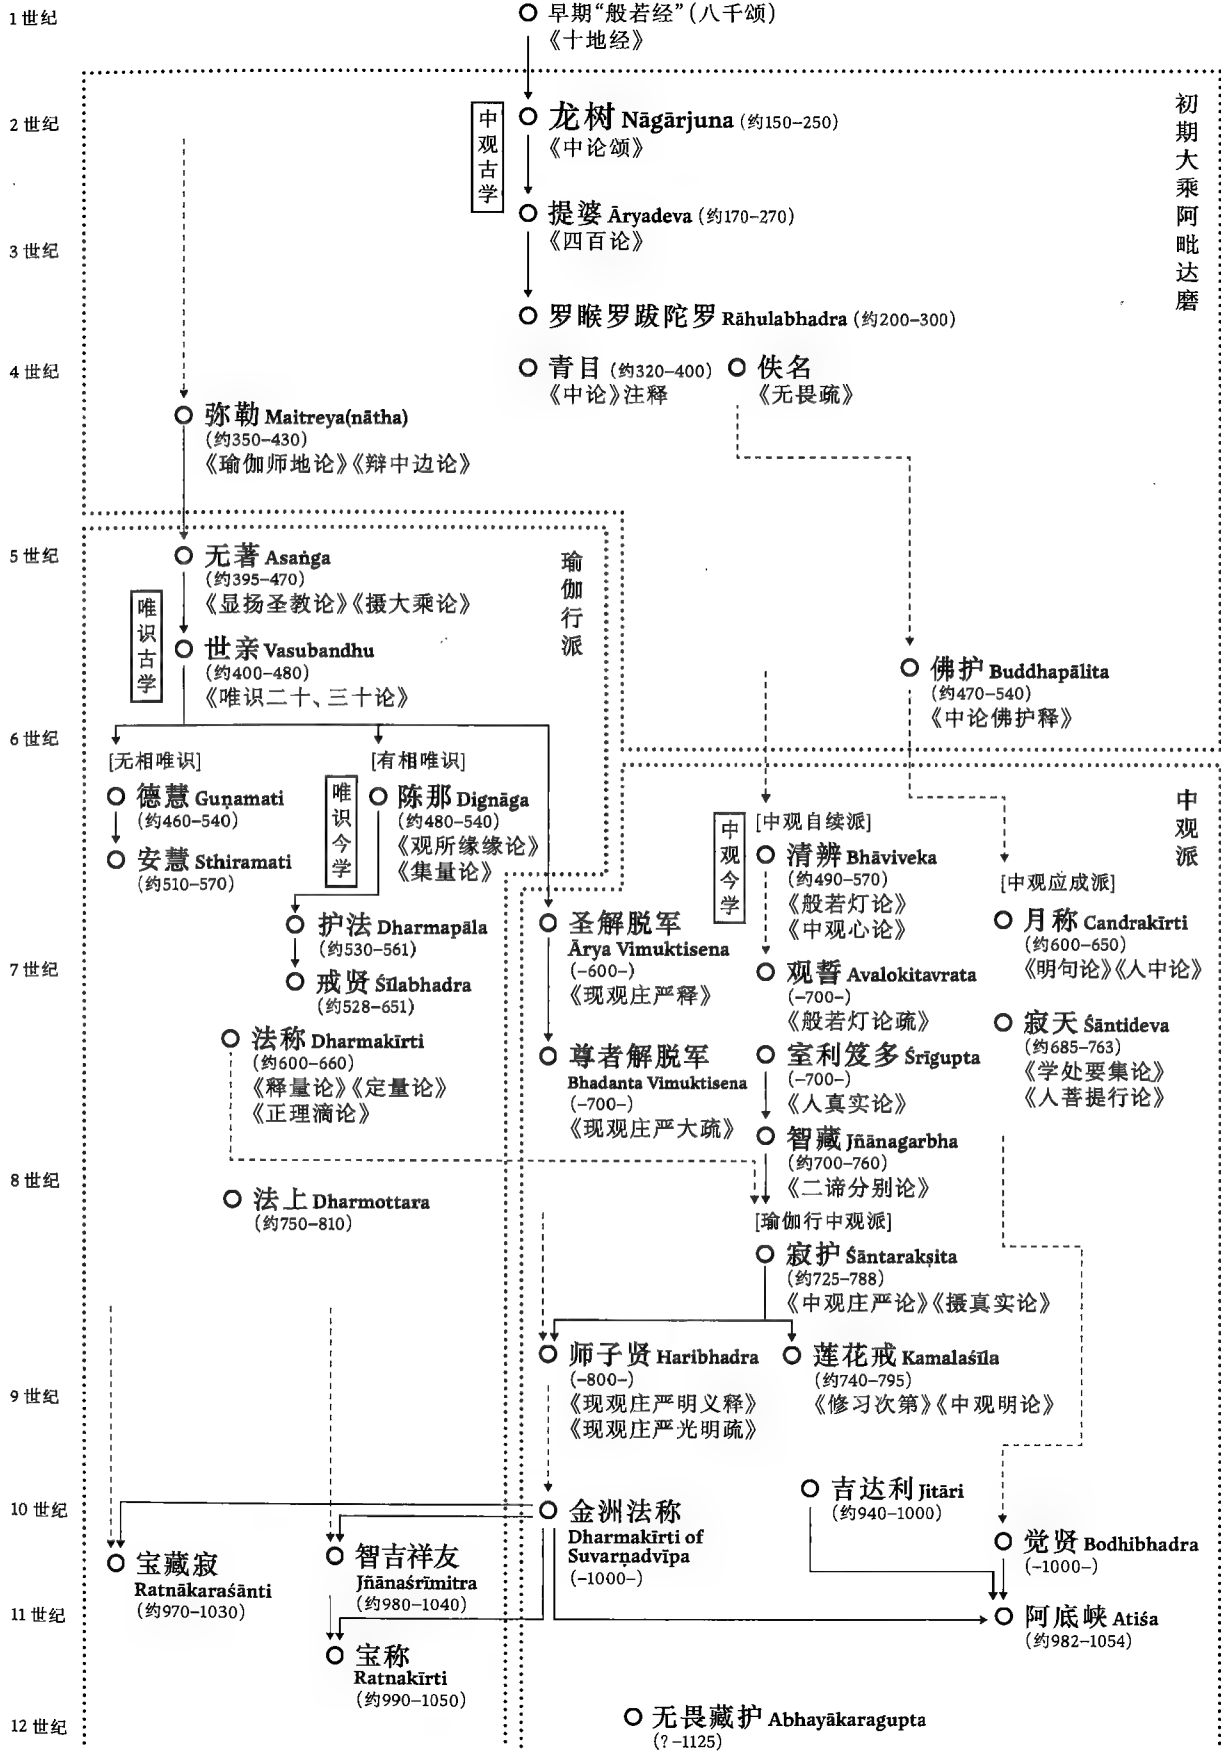 1 世纪
早期“般若经”(八千颂)
《十地经》
初期大乘阿毗达磨
2 世纪
中观古学
龙树 Nāgārjuna (约150–250)
《中论颂》
提婆 Āryadeva (约170–270)
《四百论》
3 世纪
罗睺罗跋陀罗 Rāhulabhadra (约200–300)
4 世纪
青目 (约320–400)
《中论》注释
佚名
《无畏疏》
弥勒 Maitreya(nātha)
(约350–430)
《瑜伽师地论》《辩中边论》
5 世纪
瑜伽行派
无著 Asaṅga
(约395–470)
《显扬圣教论》《摄大乘论》
唯识古学
世亲 Vasubandhu
(约400–480)
《唯识二十、三十论》
佛护 Buddhapālita
(约470–540)
《中论佛护释》
6 世纪
[无相唯识]
德慧 Guṇamati
(约460–540)
安慧 Sthiramati
(约510–570)
[有相唯识]
唯识今学
陈那 Dignāga
(约480–540)
《观所缘缘论》
《集量论》
中观派
中观今学
[中观自续派]
清辨 Bhāviveka
(约490–570)
《般若灯论》
《中观心论》
[中观应成派]
月称 Candrakīrti
(约600–650)
《明句论》《入中论》
护法 Dharmapāla
(约530–561)
圣解脱军
Ārya Vimuktisena
(–600–)
《现观庄严释》
7 世纪
戒贤 Śīlabhadra
(约528–651)
观誓 Avalokitavrata
(–700–)
《般若灯论疏》
寂天 Śāntideva
(约685–763)
《学处要集论》
《入菩提行论》
法称 Dharmakīrti
(约600–660)
《释量论》《定量论》
《正理滴论》
尊者解脱军
Bhadanta Vimuktisena
(–700–)
《现观庄严大疏》
室利笈多 Śrīgupta
(–700–)
《入真实论》
智藏 Jñānagarbha
(约700–760)
《二谛分别论》
8 世纪
法上 Dharmottara
(约750–810)
[瑜伽行中观派]
寂护 Śāntarakṣita
(约725–788)
《中观庄严论》《摄真实论》
师子贤 Haribhadra
(–800–)
《现观庄严明义释》
《现观庄严光明疏》
莲花戒 Kamalaśīla
(约740–795)
《修习次第》《中观明论》
9 世纪
10 世纪
金洲法称
Dharmakīrti of
Suvarṇadvīpa
(–1000–)
吉达利 Jitāri
(约940–1000)
觉贤 Bodhibhadra
(–1000–)
宝藏寂
Ratnākaraśānti
(约970–1030)
智吉祥友
Jñānaśrīmitra
(约980–1040)
11 世纪
阿底峡 Atiśa
(约982–1054)
宝称
Ratnakīrti
(约990–1050)
12 世纪
无畏藏护 Abhayākaragupta
(?–1125)